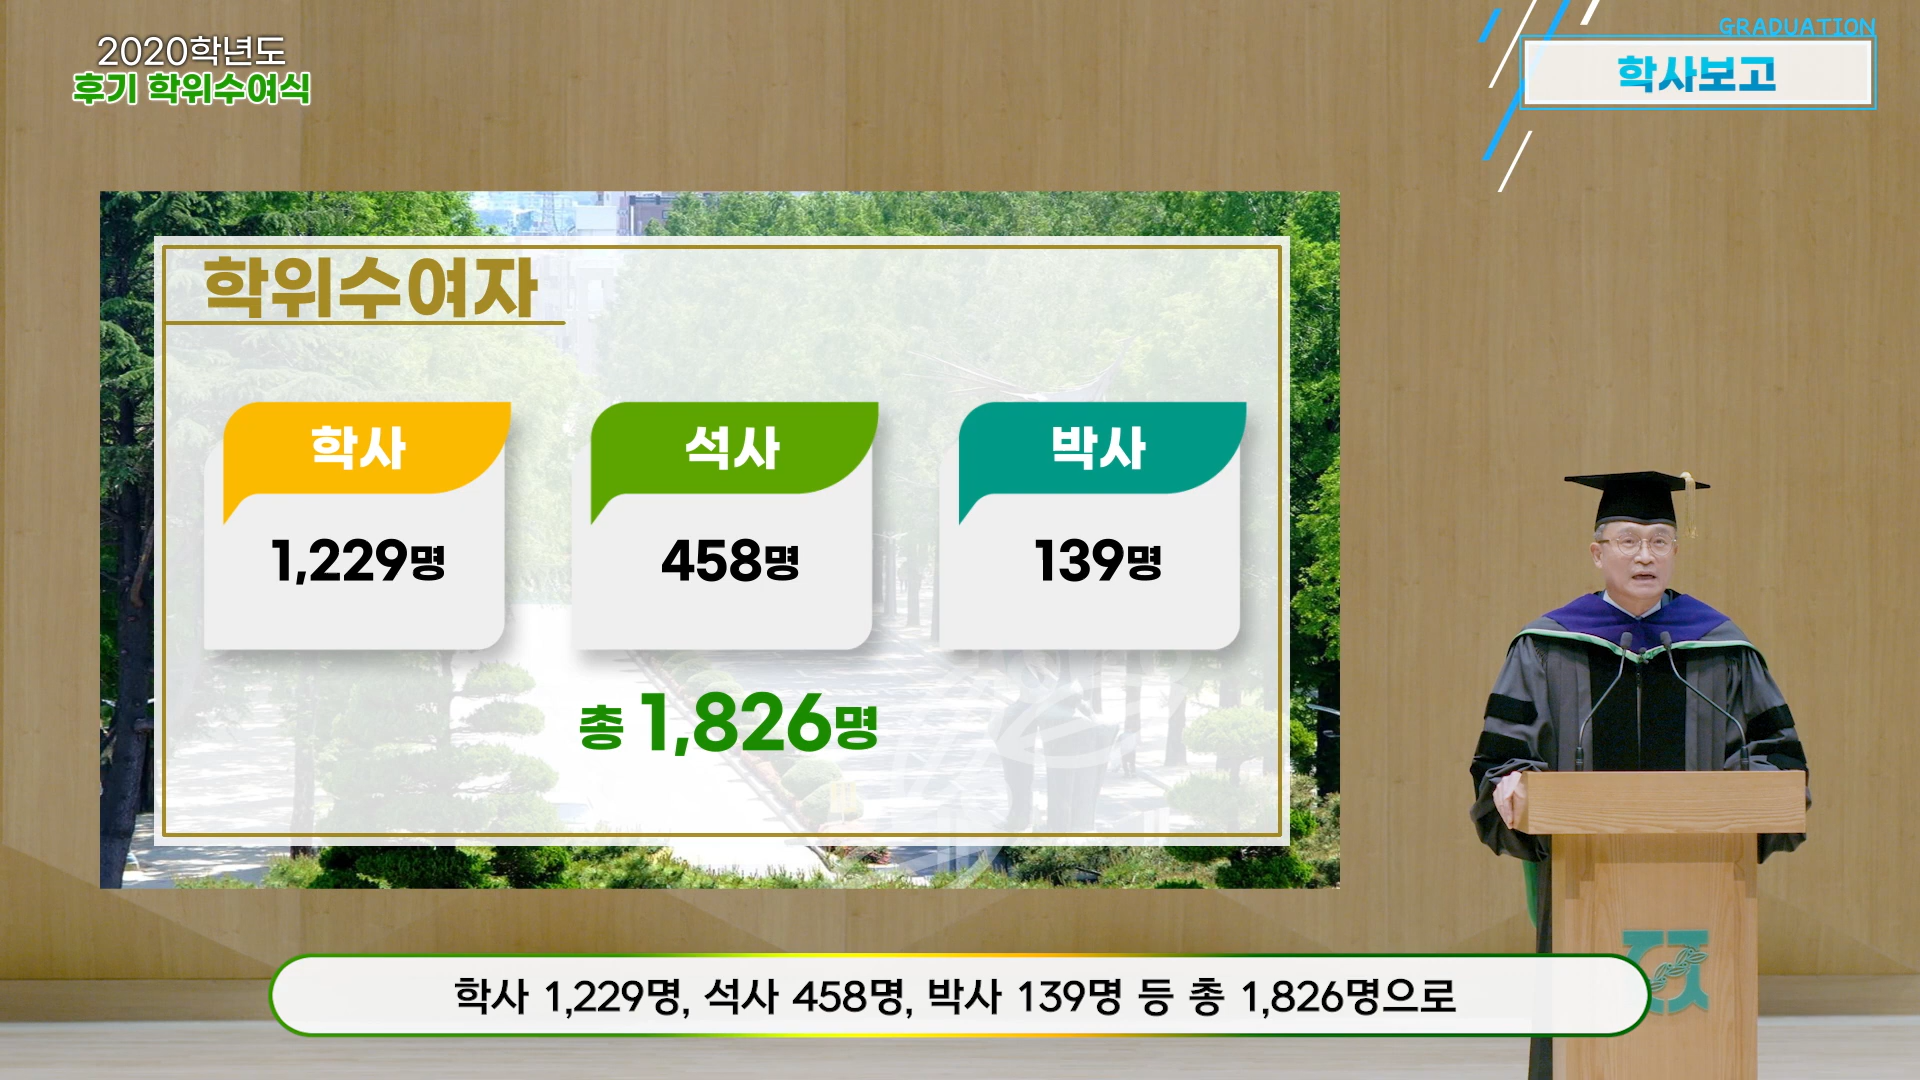 2020학년도
후기 학위수여식
GRADUATION
학사보고
학위수여자
학사
1,229명
석사
458명
박사
139명
총 1,826명
학사 1,229명, 석사 458명, 박사 139명 등 총 1,826명으로